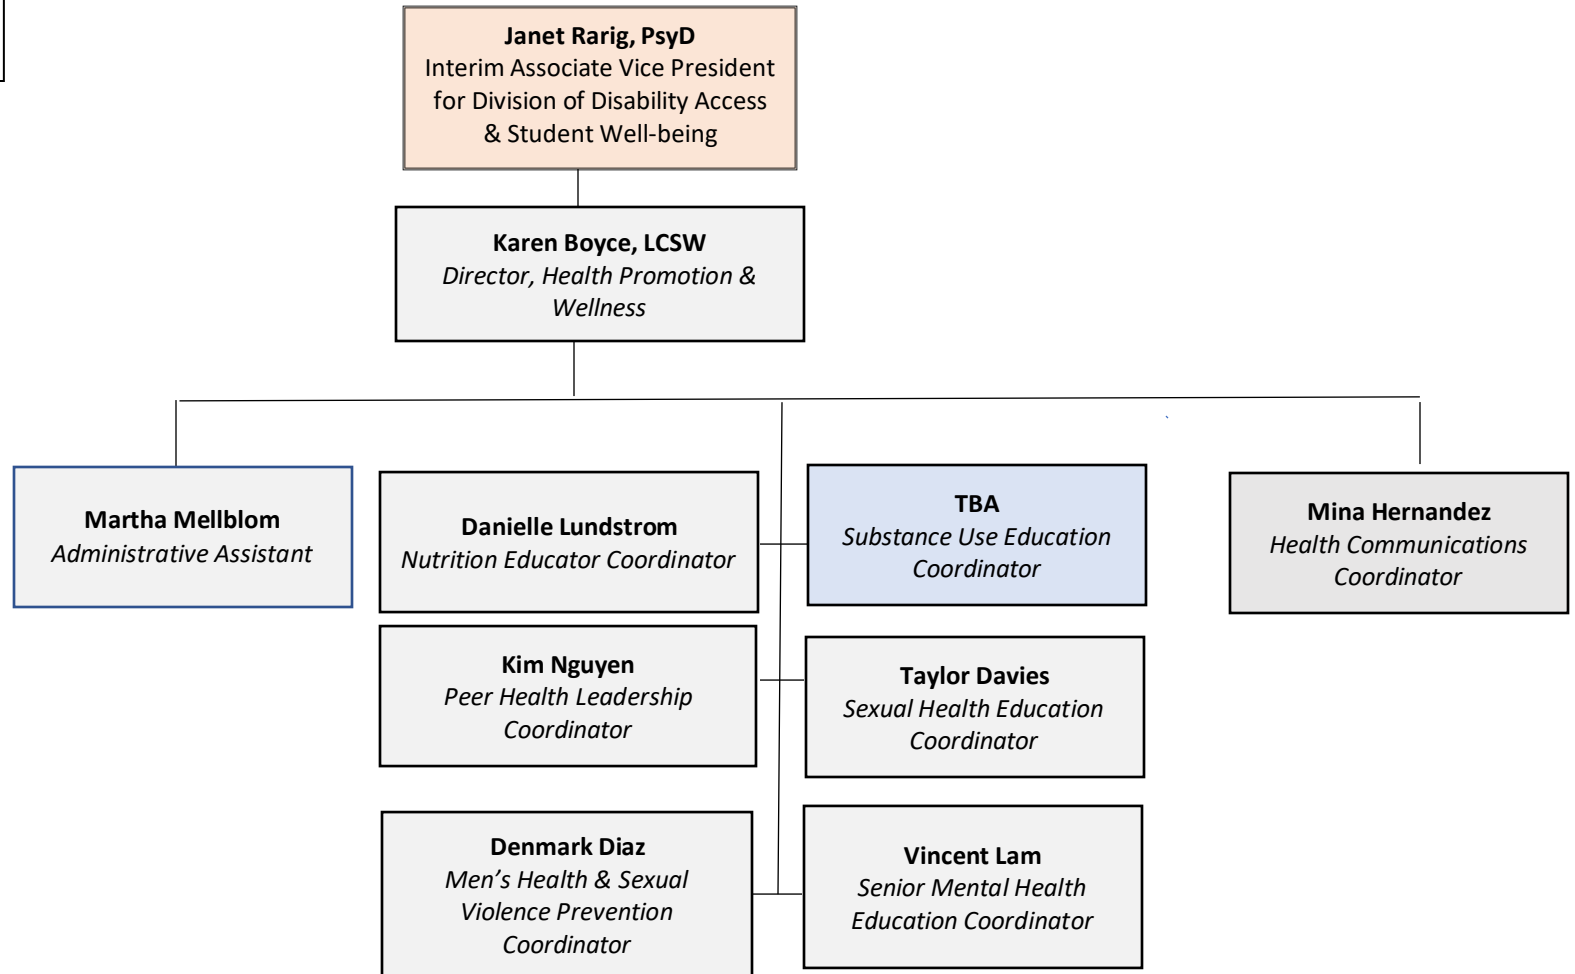 Janet Rarig, PsyD
Interim Associate Vice President
for Division of Disability Access
& Student Well-being
Karen Boyce, LCSW
Director, Health Promotion &
Wellness
Martha Mellblom
Administrative Assistant
Danielle Lundstrom
Nutrition Educator Coordinator
TBA
Substance Use Education
Coordinator
Mina Hernandez
Health Communications
Coordinator
Kim Nguyen
Peer Health Leadership
Coordinator
Taylor Davies
Sexual Health Education
Coordinator
Denmark Diaz
Men’s Health & Sexual
Violence Prevention
Coordinator
Vincent Lam
Senior Mental Health
Education Coordinator